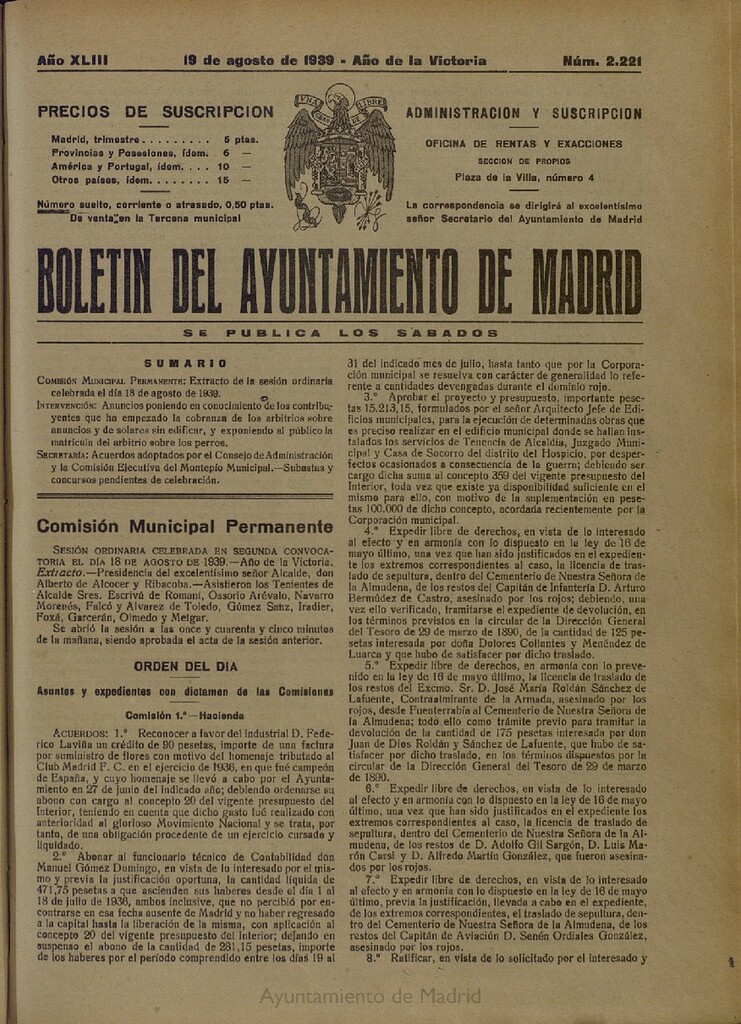 Año XLIII
19 de agosto de 1939 - Año de la Victoria
Núm. 2.221
PRECIOS DE SUSCRIPCION
Madrid, trimestre......... 5 ptas.
Provincias y Posesiones, ídem. 6 —
América y Portugal, ídem.... 10 —
Otros países, ídem........ 15 —
Número suelto, corriente o atrasado, 0,50 ptas.
De venta en la Tercena municipal
UNA
GRANDE
LIBRE
ADMINISTRACION Y SUSCRIPCION
OFICINA DE RENTAS Y EXACCIONES
SECCION DE PROPIOS
Plaza de la Villa, número 4
La correspondencia se dirigirá al excelentísimo
señor Secretario del Ayuntamiento de Madrid
BOLETIN DEL AYUNTAMIENTO DE MADRID
SE PUBLICA LOS SABADOS
SUMARIO
COMISIÓN MUNICIPAL PERMANENTE: Extracto de la sesión ordinaria
celebrada el día 18 de agosto de 1939.
INTERVENCIÓN: Anuncios poniendo en conocimiento de los contribu-
yentes que ha empezado la cobranza de los arbitrios sobre
anuncios y de solares sin edificar, y exponiendo al público la
matrícula del arbitrio sobre los perros.
SECRETARÍA: Acuerdos adoptados por el Consejo de Administración
y la Comisión Ejecutiva del Montepío Municipal.—Subastas y
concursos pendientes de celebración.
Comisión Municipal Permanente
SESIÓN ORDINARIA CELEBRADA EN SEGUNDA CONVOCA-
TORIA EL DÍA 18 DE AGOSTO DE 1939.—Año de la Victoria.
Extracto.—Presidencia del excelentísimo señor Alcalde, don
Alberto de Alcocer y Ribacoba.—Asistieron los Tenientes de
Alcalde Sres. Escrivá de Romaní, Ossorio Arévalo, Navarro
Morenés, Falcó y Alvarez de Toledo, Gómez Sanz, Iradier,
Foxá, Garcerán, Olmedo y Melgar.
Se abrió la sesión a las once y cuarenta y cinco minutos
de la mañana, siendo aprobada el acta de la sesión anterior.
ORDEN DEL DIA
Asuntos y expedientes con dictamen de las Comisiones
Comisión 1.ª—Hacienda
ACUERDOS: 1.º Reconocer a favor del industrial D. Fede-
rico Laviña un crédito de 90 pesetas, importe de una factura
por suministro de flores con motivo del homenaje tributado al
Club Madrid F. C. en el ejercicio de 1936, en que fué campeón
de España, y cuyo homenaje se llevó a cabo por el Ayunta-
miento en 27 de junio del indicado año; debiendo ordenarse su
abono con cargo al concepto 20 del vigente presupuesto del
Interior, teniendo en cuenta que dicho gasto fué realizado con
anterioridad al glorioso Movimiento Nacional y se trata, por
tanto, de una obligación procedente de un ejercicio cursado y
liquidado.
2.º Abonar al funcionario técnico de Contabilidad don
Manuel Gómez Domingo, en vista de lo interesado por el mis-
mo y previa la justificación oportuna, la cantidad líquida de
471,75 pesetas a que ascienden sus haberes desde el día 1 al
18 de julio de 1936, ambos inclusive, que no percibió por en-
contrarse en esa fecha ausente de Madrid y no haber regresado
a la capital hasta la liberación de la misma, con aplicación al
concepto 20 del vigente presupuesto del Interior; dejando en
suspenso el abono de la cantidad de 281,15 pesetas, importe
de los haberes por el período comprendido entre los días 19 al
31 del indicado mes de julio, hasta tanto que por la Corpora-
ción municipal se resuelva con carácter de generalidad lo refe-
rente a cantidades devengadas durante el dominio rojo.
3.º Aprobar el proyecto y presupuesto, importante pese-
tas 15.213,15, formulados por el señor Arquitecto Jefe de Edi-
ficios municipales, para la ejecución de determinadas obras que
es preciso realizar en el edificio municipal donde se hallan ins-
talados los servicios de Tenencia de Alcaldía, Juzgado Muni-
cipal y Casa de Socorro del distrito del Hospicio, por desper-
fectos ocasionados a consecuencia de la guerra; debiendo ser
cargo dicha suma al concepto 359 del vigente presupuesto del
Interior, toda vez que existe ya disponibilidad suficiente en el
mismo para ello, con motivo de la suplementación en pese-
tas 100.000 de dicho concepto, acordada recientemente por la
Corporación municipal.
4.º Expedir libre de derechos, en vista de lo interesado
al efecto y en armonía con lo dispuesto en la ley de 16 de
mayo último, una vez que han sido justificados en el expedien-
te los extremos correspondientes al caso, la licencia de tras-
lado de sepultura, dentro del Cementerio de Nuestra Señora de
la Almudena, de los restos del Capitán de Infantería D. Arturo
Bermúdez de Castro, asesinado por los rojos; debiendo, una
vez ello verificado, tramitarse el expediente de devolución, en
los términos previstos en la circular de la Dirección General
del Tesoro de 29 de marzo de 1890, de la cantidad de 125 pe-
setas interesada por doña Dolores Collantes y Menéndez de
Luarca y que hubo de satisfacer por dicho traslado.
5.º Expedir libre de derechos, en armonía con lo preve-
nido en la ley de 16 de mayo último, la licencia de traslado de
los restos del Excmo. Sr. D. José María Roldán Sánchez de
Lafuente, Contraalmirante de la Armada, asesinado por los
rojos, desde Fuenterrabía al Cementerio de Nuestra Señora de
la Almudena; todo ello como trámite previo para tramitar la
devolución de la cantidad de 175 pesetas interesada por don
Juan de Dios Roldán y Sánchez de Lafuente, que hubo de sa-
tisfacer por dicho traslado, en los términos dispuestos por la
circular de la Dirección General del Tesoro de 29 de marzo
de 1890.
6.º Expedir libre de derechos, en vista de lo interesado
al efecto y en armonía con lo dispuesto en la ley de 16 de mayo
último, una vez que han sido justificados en el expediente los
extremos correspondientes al caso, la licencia de traslado de
sepultura, dentro del Cementerio de Nuestra Señora de la Al-
mudena, de los restos de D. Adolfo Gil Sargón, D. Luis Ma-
rón Carsi y D. Alfredo Martín González, que fueron asesina-
dos por los rojos.
7.º Expedir libre de derechos, en vista de lo interesado
al efecto y en armonía con lo dispuesto en la ley de 16 de mayo
último, previa la justificación, llevada a cabo en el expediente,
de los extremos correspondientes, el traslado de sepultura, den-
tro del Cementerio de Nuestra Señora de la Almudena, de los
restos del Capitán de Aviación D. Senén Ordiales González,
asesinado por los rojos.
8.º Ratificar, en vista de lo solicitado por el interesado y
Ayuntamiento de Madrid